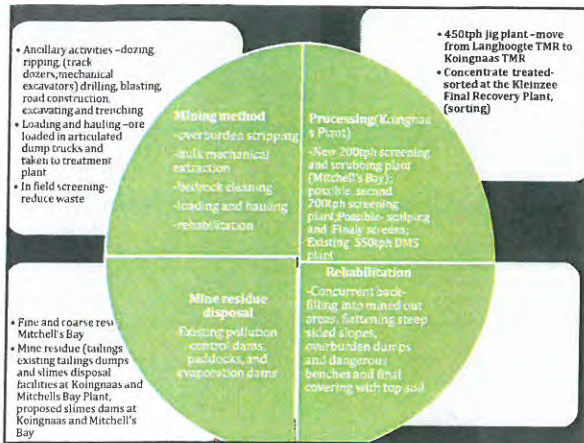 • Ancillary activities –dozing,
ripping, (track
dozers,mechanical
excavators) drilling, blasting,
road construction,
excavating and trenching
• Loading and hauling –ore
loaded in articulated
dump trucks and
taken to treatment
plant
• In field screening-
reduce waste
• 450tph jig plant –move
from Langhoogte TMR to
Koingnaas TMR
• Concentrate treated-
sorted at the Kleinzee
Final Recovery Plant,
(sorting)
Mining method
-overburden stripping
-bulk mechanical
extraction
-bedrock cleaning
-loading and hauling
-rehabilitation
Processing(Koingnaa
s Plant)
-New 200tph screening
and scrubbing plant
(Mitchell's Bay);
possible, second
200tph screening
plant;Possible- scalping
and Finaly screens;
Existing 550tph DMS
plant
Mine residue
disposal
Existing pollution
control dams,
paddocks, and
evaporation dams
Rehabilitation
-Concurrent back-
filling into mined out
areas, flattening steep
sided slopes,
overburden dumps
and dangerous
benches and final
covering with top soil
• Fine and coarse resi
Mitchell's Bay
• Mine residue (tailings
existing tailings dumps
and slimes disposal
facilities at Koingnaas and
Mitchells Bay Plant,
proposed slimes dams at
Koingnaas and Mitchell's
Bay